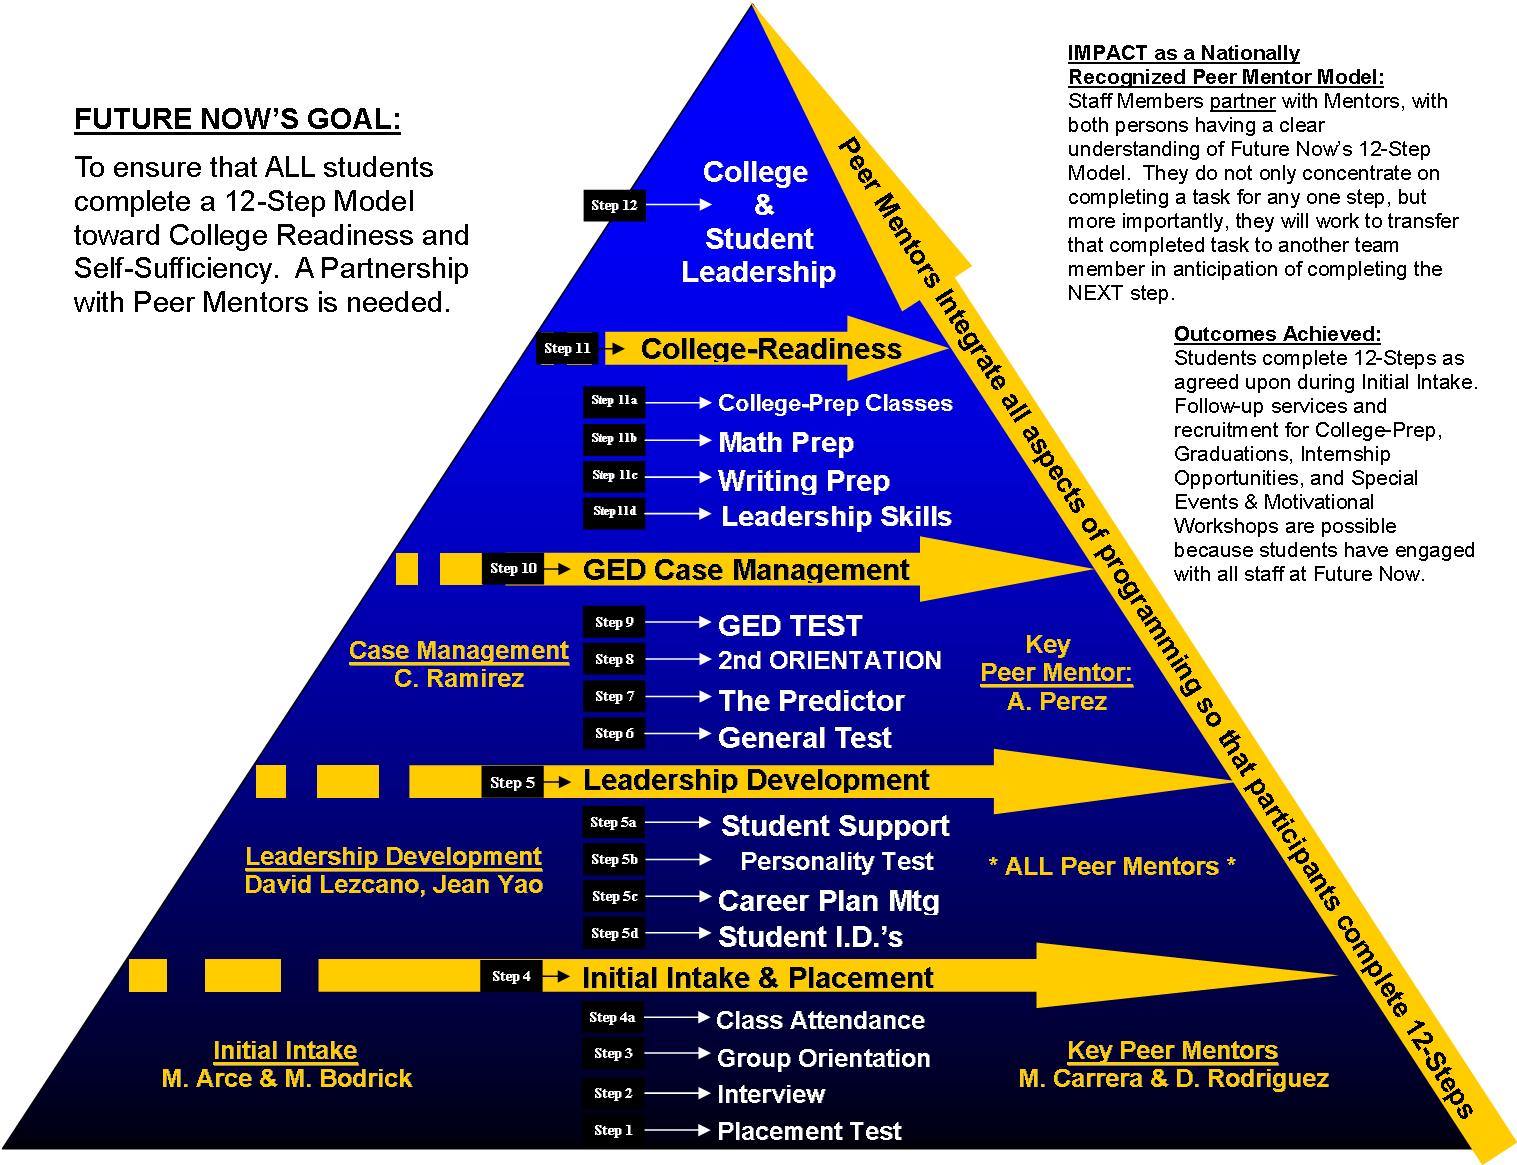 FUTURE NOW'S GOAL:
To ensure that ALL students
complete a 12-Step Model
toward College Readiness and
Self-Sufficiency.  A Partnership
with Peer Mentors is needed.
IMPACT as a Nationally
Recognized Peer Mentor Model:
Staff Members partner with Mentors, with
both persons having a clear
understanding of Future Now's 12-Step
Model.  They do not only concentrate on
completing a task for any one step, but
more importantly, they will work to transfer
that completed task to another team
member in anticipation of completing the
NEXT step.
Outcomes Achieved:
Students complete 12-Steps as
agreed upon during Initial Intake.
Follow-up services and
recruitment for College-Prep,
Graduations, Internship
Opportunities, and Special
Events & Motivational
Workshops are possible
because students have engaged
with all staff at Future Now.
Peer Mentors Integrate all aspects of programming so that participants complete 12-Steps
Step 12
College
&
Student
Leadership
Step 11 College-Readiness
Step 11a College-Prep Classes
Step 11b Math Prep
Step 11c Writing Prep
Step 11d Leadership Skills
Step 10 GED Case Management
Step 9 GED TEST
Step 8 2nd ORIENTATION
Step 7 The Predictor
Step 6 General Test
Case Management
C. Ramirez
Key
Peer Mentor:
A. Perez
Step 5 Leadership Development
Step 5a Student Support
Step 5b Personality Test
Step 5c Career Plan Mtg
Step 5d Student I.D.'s
Leadership Development
David Lezcano, Jean Yao
* ALL Peer Mentors *
Step 4 Initial Intake & Placement
Step 4a Class Attendance
Step 3 Group Orientation
Step 2 Interview
Step 1 Placement Test
Initial Intake
M. Arce & M. Bodrick
Key Peer Mentors
M. Carrera & D. Rodriguez